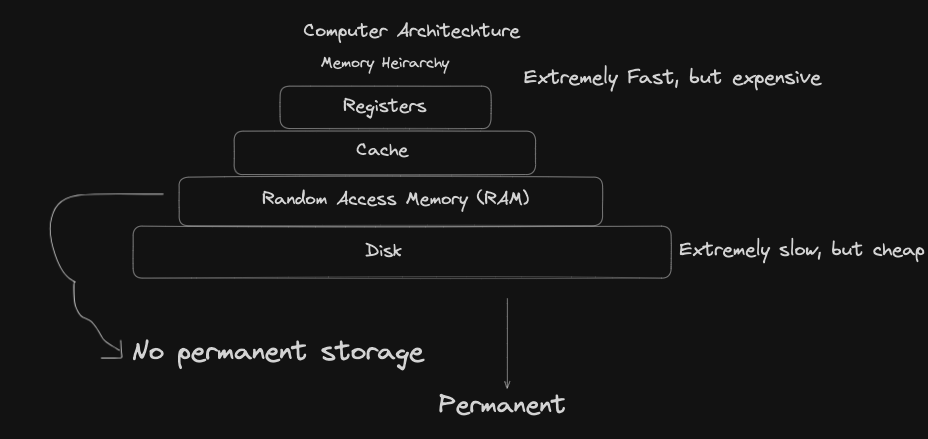 Computer Architechture
Memory Heirarchy
Extremely Fast, but expensive
Registers
Cache
Random Access Memory (RAM)
Disk
Extremely slow, but cheap
No permanent storage
Permanent